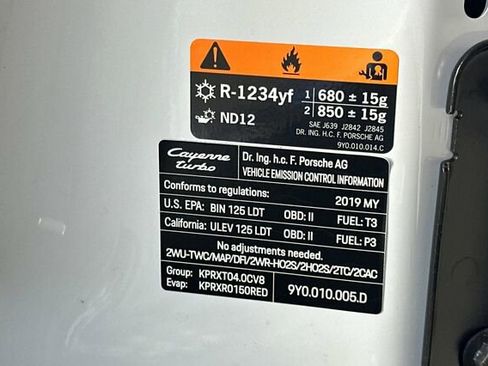 R-1234yf 1 680 ± 15g
2 850 ± 15g
ND12
SAE J639 J2842 J2845
DR. ING. H.C. F. PORSCHE AG
9Y0.010.014.C
Cayenne turbo
Dr. Ing. h.c. F. Porsche AG
VEHICLE EMISSION CONTROL INFORMATION
Conforms to regulations: 2019 MY
U.S. EPA: BIN 125 LDT OBD: II FUEL: T3
California: ULEV 125 LDT OBD: II FUEL: P3
No adjustments needed.
2WU-TWC/MAP/DFI/2WR-HO2S/2HO2S/2TC/2CAC
Group: KPRXT04.0CV8
Evap: KPRXR0150RED 9Y0.010.005.D